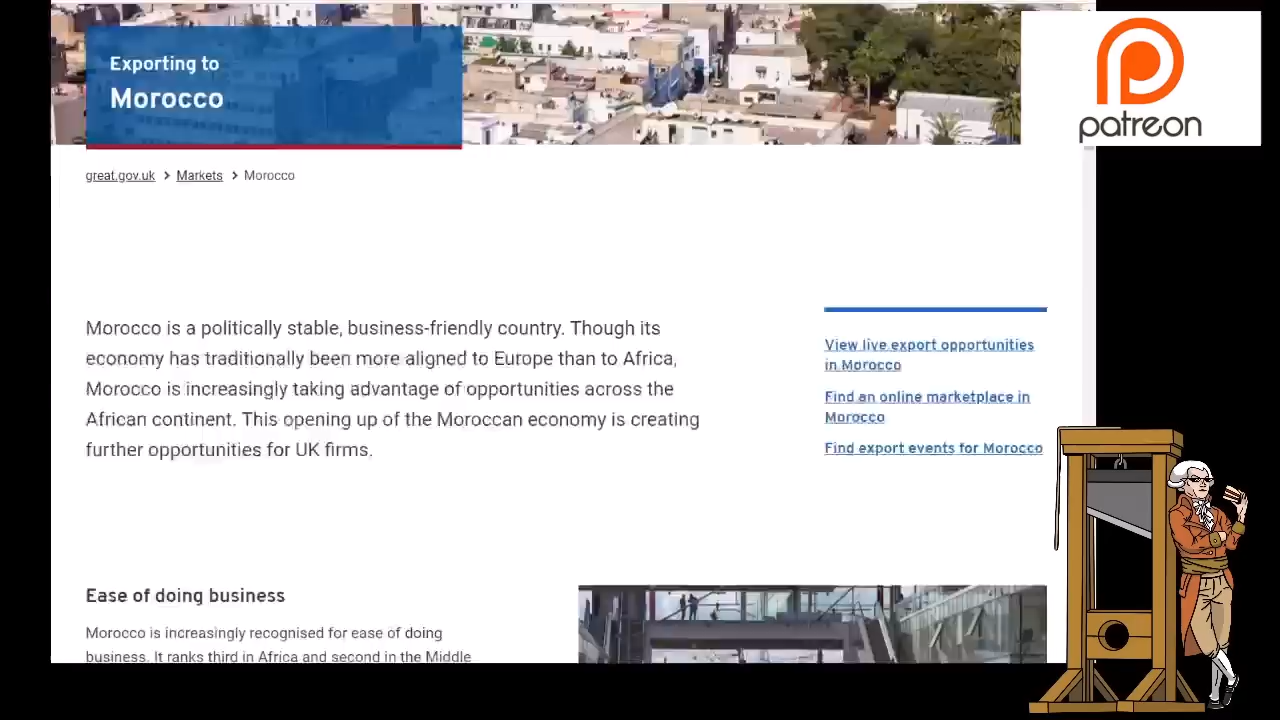 Exporting to
Morocco
patreon
great.gov.uk > Markets > Morocco
Morocco is a politically stable, business-friendly country. Though its
economy has traditionally been more aligned to Europe than to Africa,
Morocco is increasingly taking advantage of opportunities across the
African continent. This opening up of the Moroccan economy is creating
further opportunities for UK firms.
View live export opportunities
in Morocco
Find an online marketplace in
Morocco
Find export events for Morocco
Ease of doing business
Morocco is increasingly recognised for ease of doing
business. It ranks third in Africa and second in the Middle